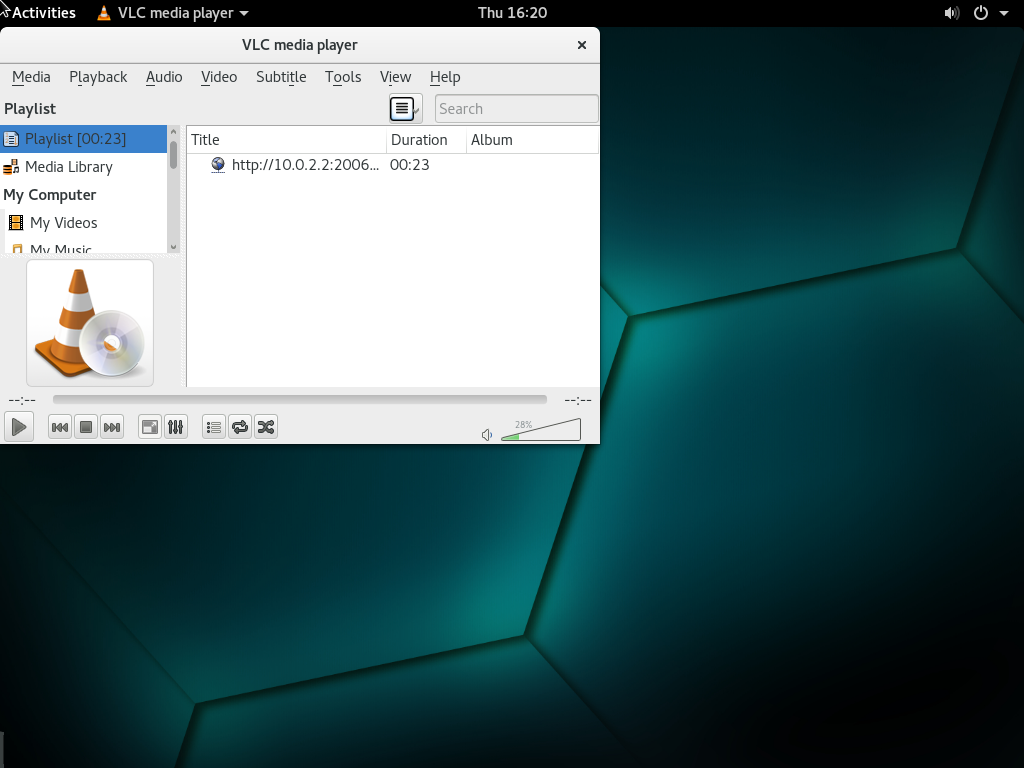 Activities VLC media player Thu 16:20
VLC media player
Media Playback Audio Video Subtitle Tools View Help
Playlist Search
Playlist [00:23]
Title Duration Album
http://10.0.2.2:2006... 00:23
Media Library
My Computer
My Videos
My Music
--:-- --:--
28%